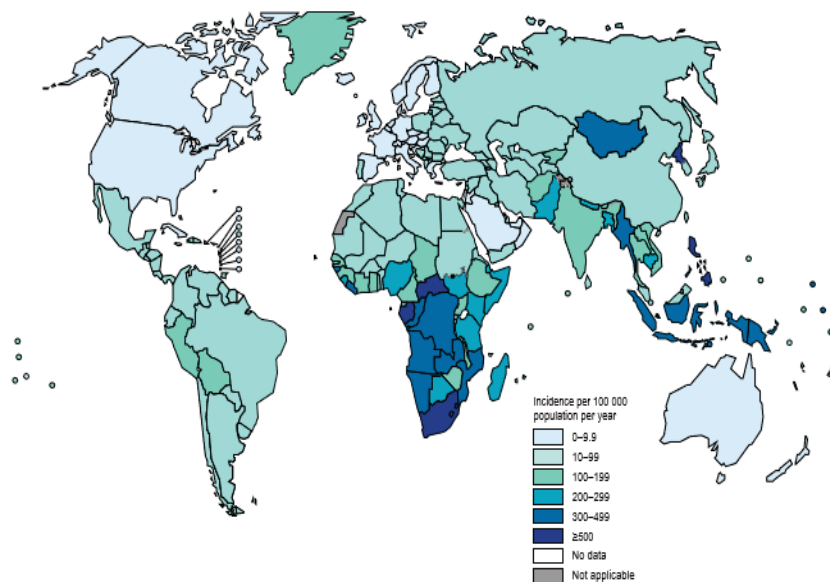 Incidence per 100 000
population per year
0–9.9
10–99
100–199
200–299
300–499
≥500
No data
Not applicable